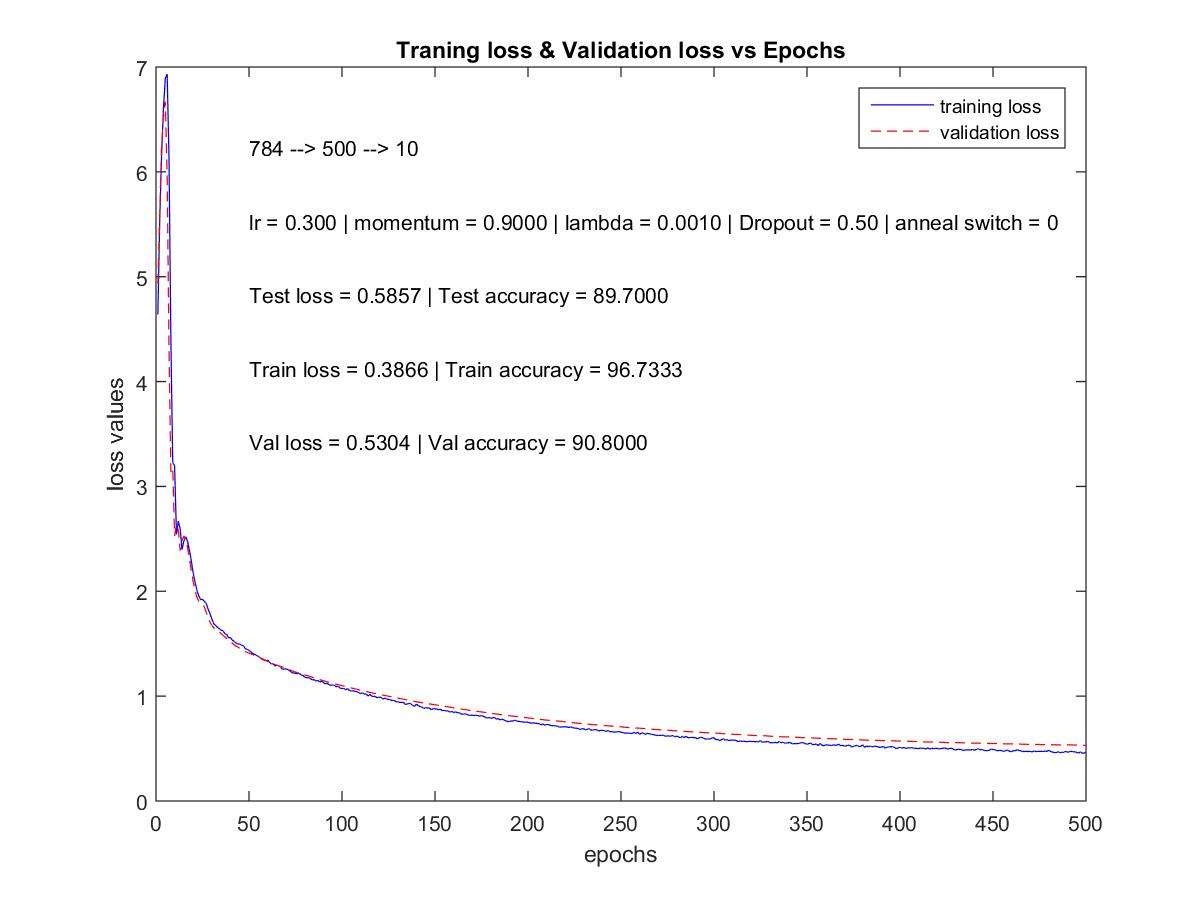 Traning loss & Validation loss vs Epochs
training loss
validation loss
784 --> 500 --> 10
lr = 0.300 | momentum = 0.9000 | lambda = 0.0010 | Dropout = 0.50 | anneal switch = 0
Test loss = 0.5857 | Test accuracy = 89.7000
Train loss = 0.3866 | Train accuracy = 96.7333
Val loss = 0.5304 | Val accuracy = 90.8000
loss values
7
6
5
4
3
2
1
0
0 50 100 150 200 250 300 350 400 450 500
epochs